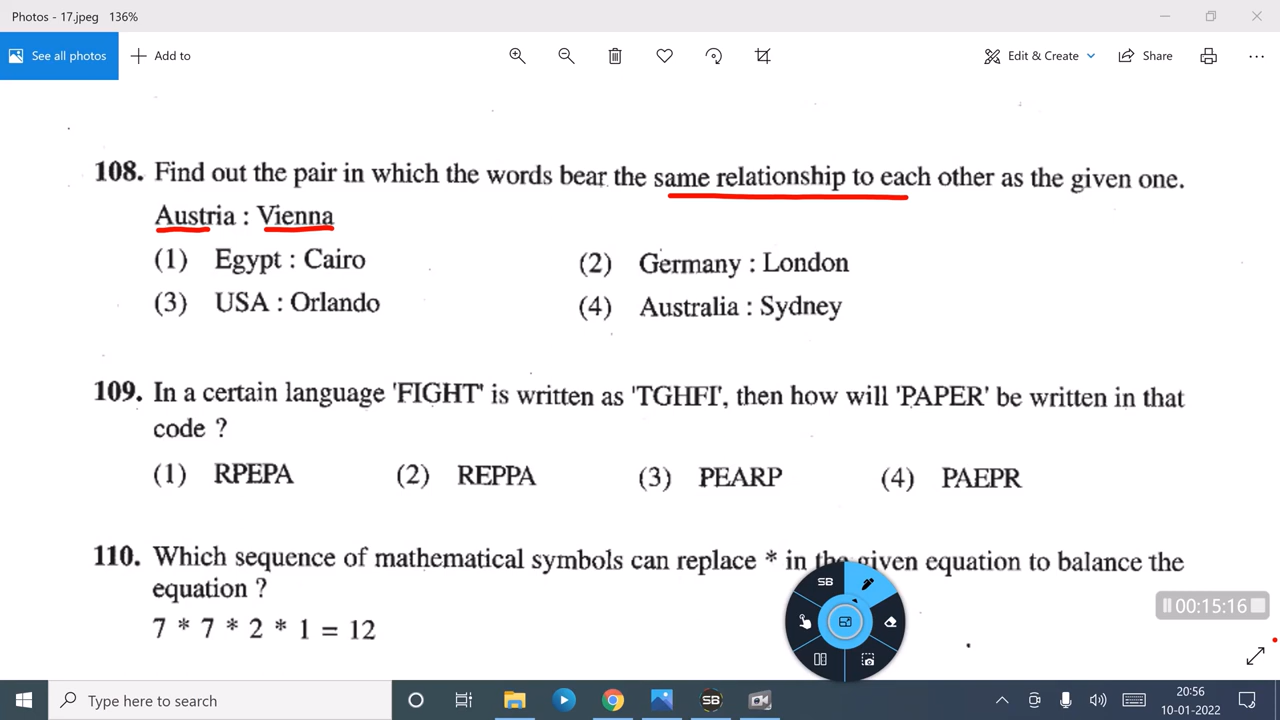 Photos - 17.jpeg 136%
See all photos
Add to
Edit & Create
Share
108. Find out the pair in which the words bear the same relationship to each other as the given one.
Austria : Vienna
(1) Egypt : Cairo (2) Germany : London
(3) USA : Orlando (4) Australia : Sydney
109. In a certain language 'FIGHT' is written as 'TGHFI', then how will 'PAPER' be written in that
code ?
(1) RPEPA (2) REPPA (3) PEARP (4) PAEPR
110. Which sequence of mathematical symbols can replace * in the given equation to balance the
equation ?
7 * 7 * 2 * 1 = 12
SB
00:15:16
Type here to search
SB
20:56
10-01-2022